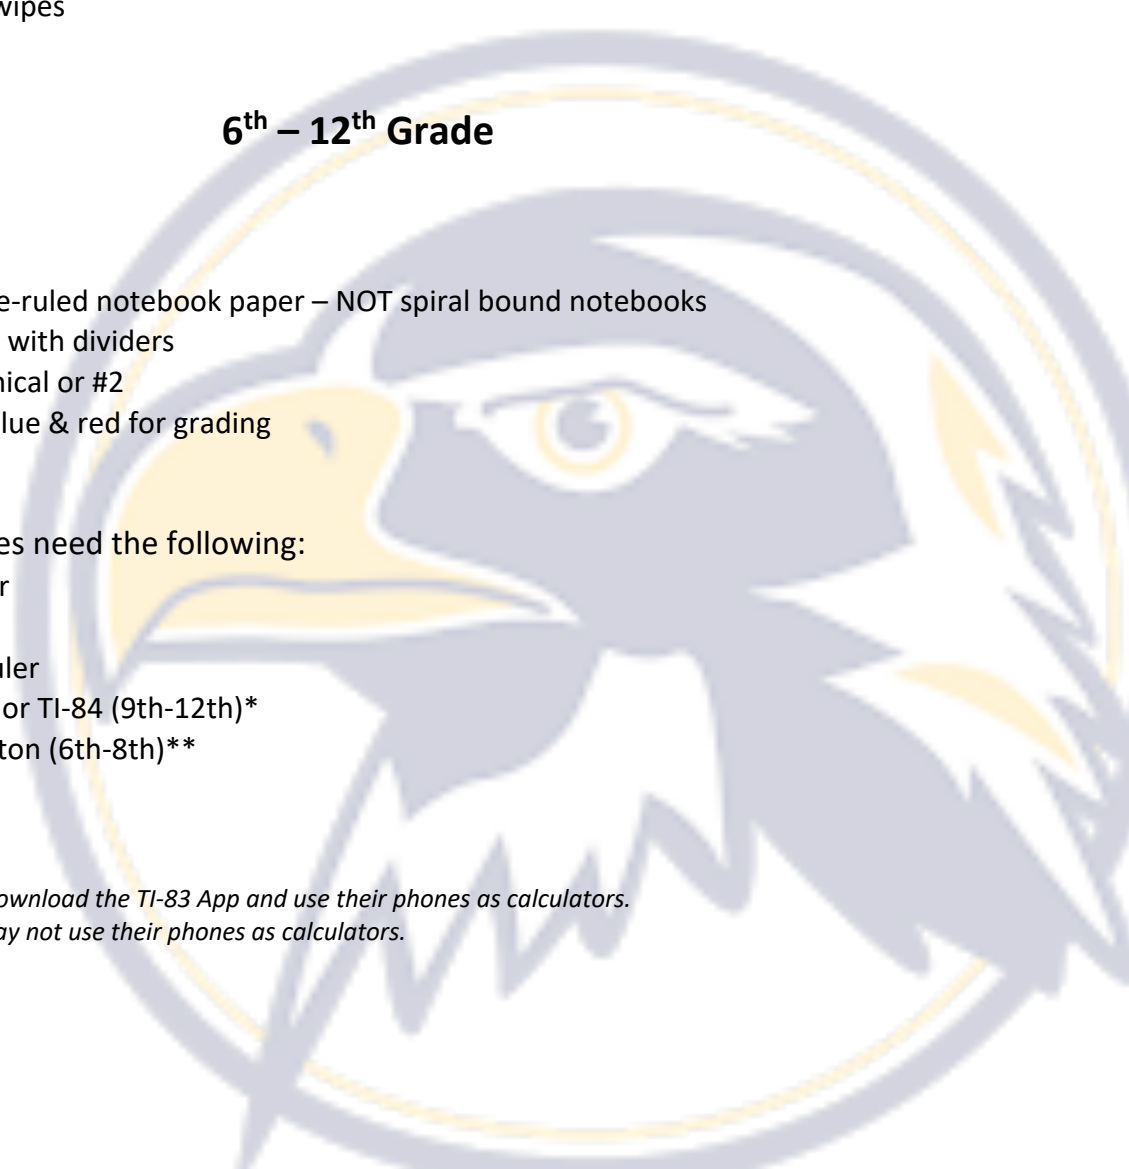 wipes
6th – 12th Grade
e-ruled notebook paper – NOT spiral bound notebooks
with dividers
nical or #2
lue & red for grading
es need the following:
r
uler
or TI-84 (9th-12th)*
ton (6th-8th)**
ownload the TI-83 App and use their phones as calculators.
ay not use their phones as calculators.